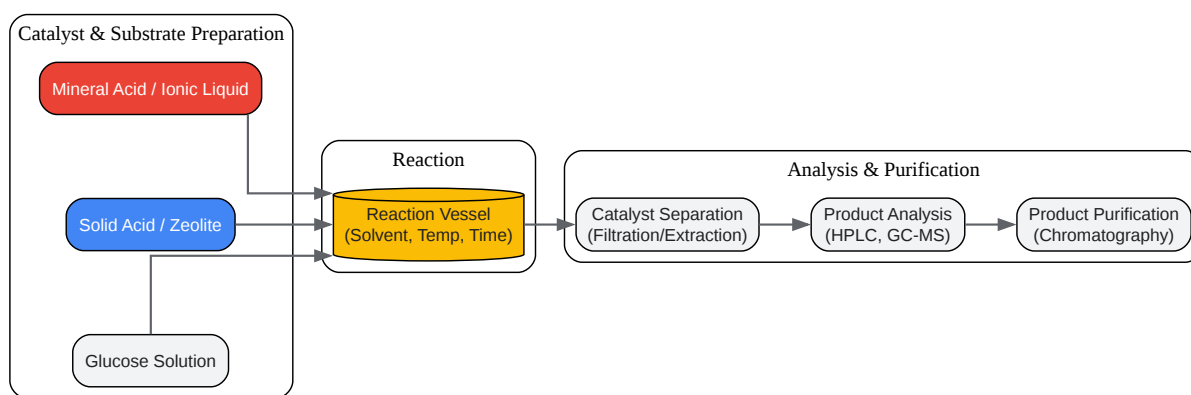 Catalyst & Substrate Preparation
Mineral Acid / Ionic Liquid
Solid Acid / Zeolite
Glucose Solution
Reaction
Reaction Vessel
(Solvent, Temp, Time)
Analysis & Purification
Catalyst Separation
(Filtration/Extraction)
Product Analysis
(HPLC, GC-MS)
Product Purification
(Chromatography)